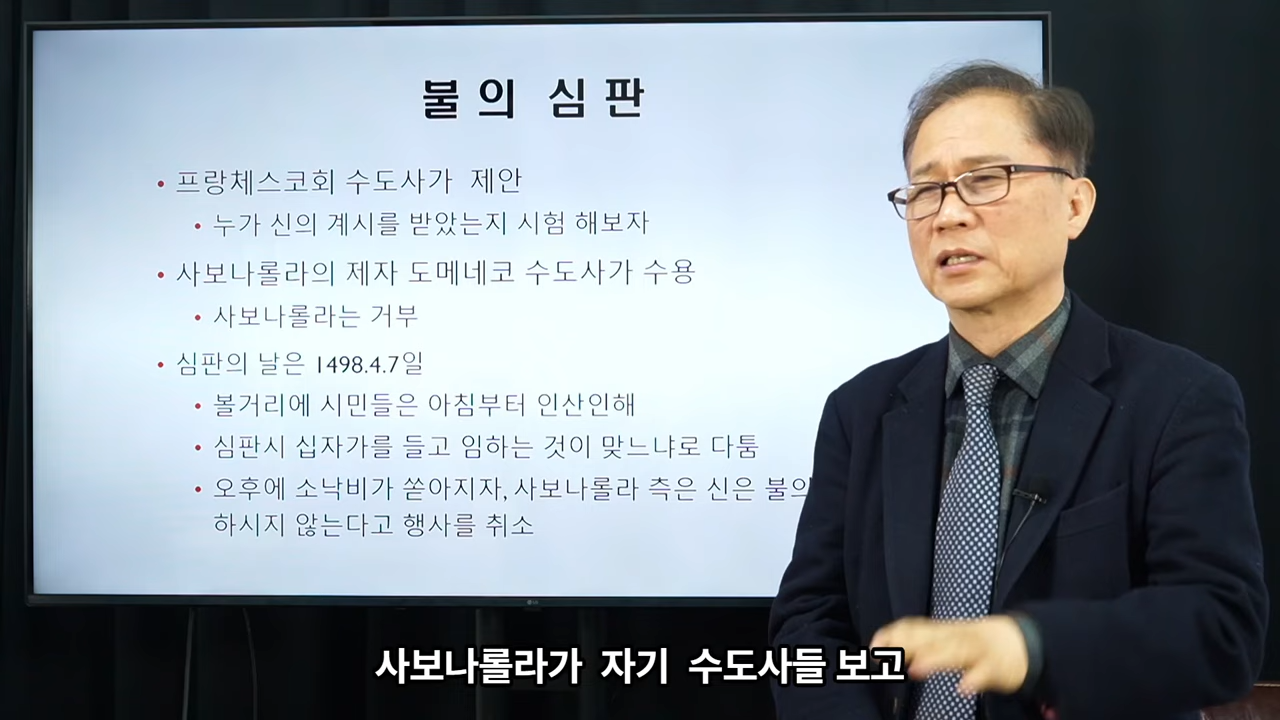 불의 심판
• 프랑체스코회 수도사가 제안
• 누가 신의 계시를 받았는지 시험 해보자
• 사보나롤라의 제자 도메네코 수도사가 수용
• 사보나롤라는 거부
• 심판의 날은 1498.4.7일
• 볼거리에 시민들은 아침부터 인산인해
• 심판시 십자가를 들고 임하는 것이 맞느냐로 다툼
• 오후에 소낙비가 쏟아지자, 사보나롤라 측은 신은 불의
하시지 않는다고 행사를 취소
LG
사보나롤라가 자기 수도사들 보고